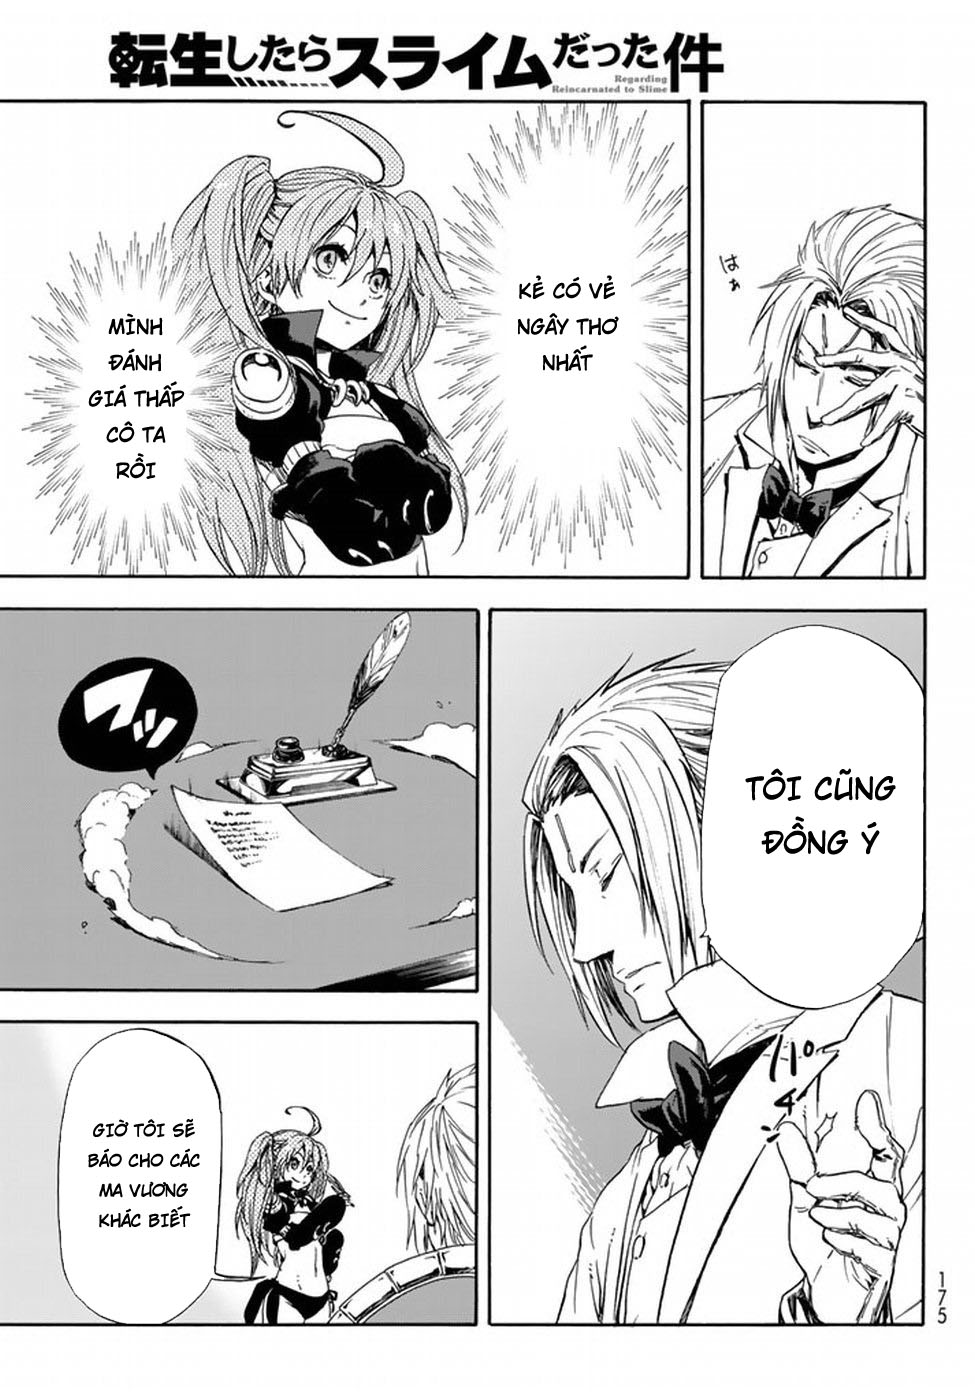 転生したらスライムだった件
Regarding
Reincarnated to Slime
はぁ
KẺ CÓ VẺ
NGÂY THƠ
NHẤT
MÌNH
ĐÁNH
GIÁ THẤP
CÔ TA
RỒI
TÔI CŨNG
ĐỒNG Ý
パチ
GIỜ TÔI SẼ
BÁO CHO CÁC
MA VƯƠNG
KHÁC BIẾT
175